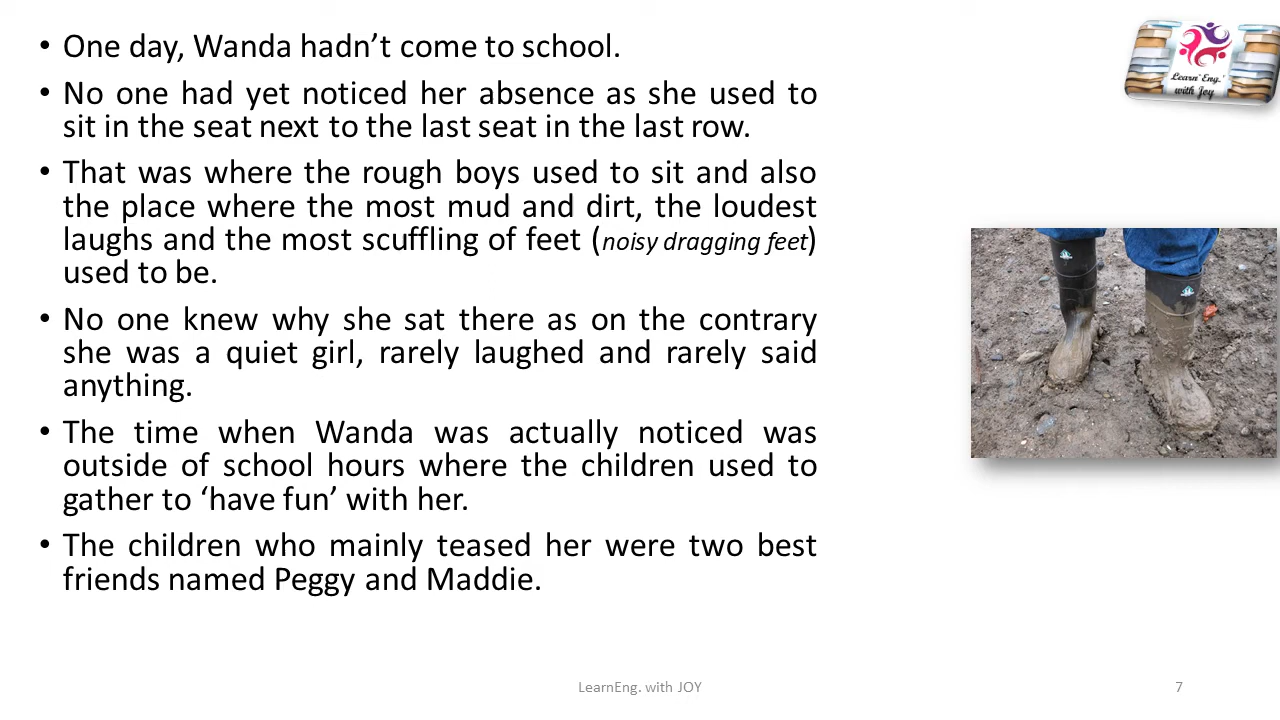 • One day, Wanda hadn’t come to school.
• No one had yet noticed her absence as she used to
sit in the seat next to the last seat in the last row.
• That was where the rough boys used to sit and also
the place where the most mud and dirt, the loudest
laughs and the most scuffling of feet (noisy dragging feet)
used to be.
• No one knew why she sat there as on the contrary
she was a quiet girl, rarely laughed and rarely said
anything.
• The time when Wanda was actually noticed was
outside of school hours where the children used to
gather to ‘have fun’ with her.
• The children who mainly teased her were two best
friends named Peggy and Maddie.
Learn‛Eng.’
with Joy
LearnEng. with JOY
7